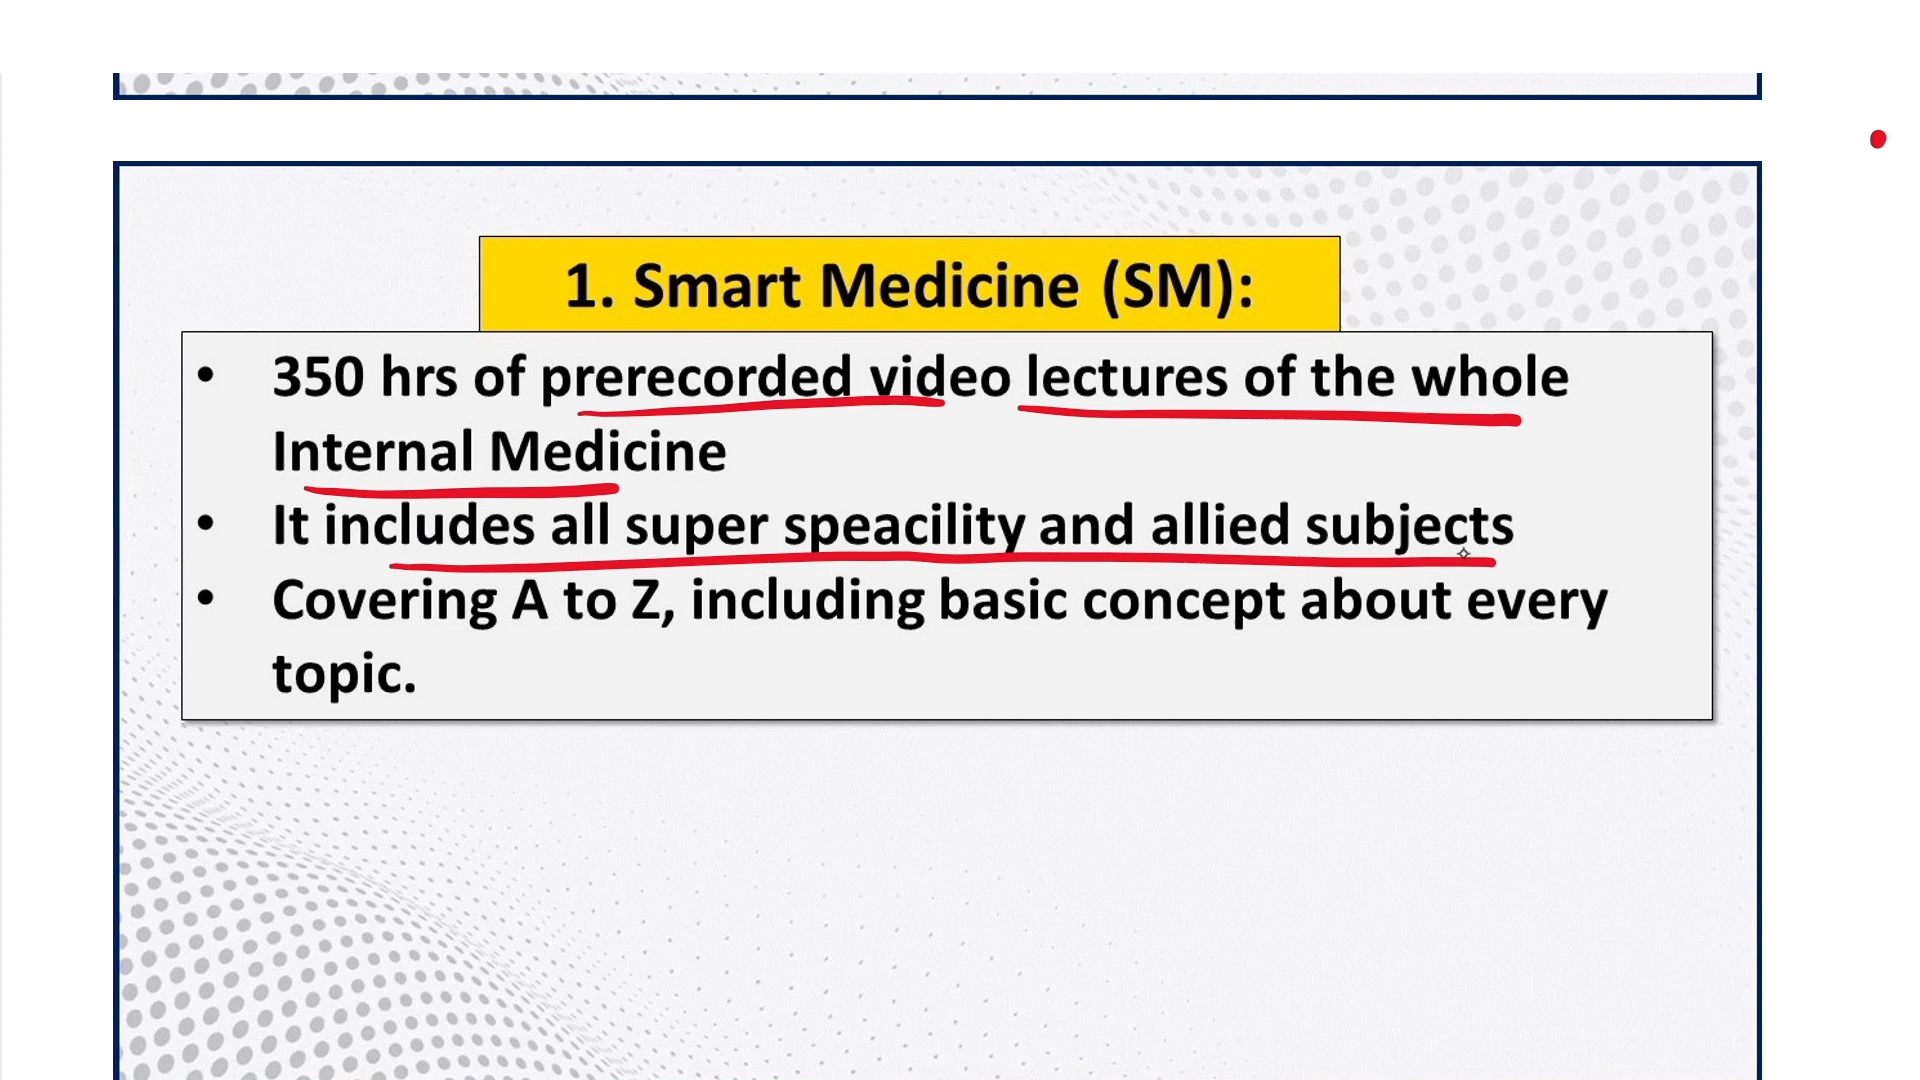 1. Smart Medicine (SM):
• 350 hrs of prerecorded video lectures of the whole
Internal Medicine
• It includes all super speacility and allied subjects
• Covering A to Z, including basic concept about every
topic.